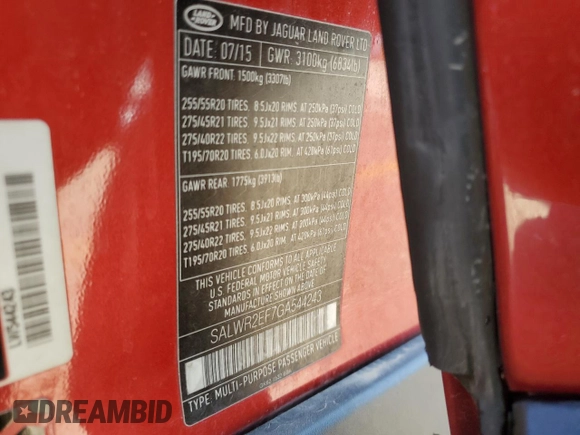 LAND ROVER
MFD BY JAGUAR LAND ROVER LTD
DATE: 07/15 GWR: 3100kg (6834lb)
GAWR FRONT: 1500kg (3307lb)
255/55R20 TIRES. 8.5Jx20 RIMS. AT 250kPa (37psi) COLD
275/45R21 TIRES. 9.5Jx21 RIMS. AT 250kPa (37psi) COLD
275/40R22 TIRES. 9.5Jx22 RIMS. AT 250kPa (37psi) COLD
T195/70R20 TIRES. 6.0Jx20 RIM. AT 420kPa (61psi) COLD
GAWR REAR: 1775kg (3913lb)
255/55R20 TIRES. 8.5Jx20 RIMS. AT 300kPa (44psi) COLD
275/45R21 TIRES. 9.5Jx21 RIMS. AT 300kPa (44psi) COLD
275/40R22 TIRES. 9.5Jx22 RIMS. AT 300kPa (44psi) COLD
T195/70R20 TIRES. 6.0Jx20 RIM. AT 420kPa (61psi) COLD
THIS VEHICLE CONFORMS TO ALL APPLICABLE
U.S. FEDERAL MOTOR VEHICLE SAFETY
STANDARDS IN EFFECT ON THE DATE OF
MANUFACTURE SHOWN ABOVE
SALWR2EF7GA544243
TYPE: MULTI-PURPOSE PASSENGER VEHICLE
LW544243
DREAMBID